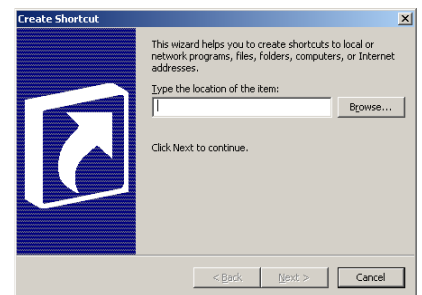 Create Shortcut
This wizard helps you to create shortcuts to local or
network programs, files, folders, computers, or Internet
addresses.
Type the location of the item:
Browse...
Click Next to continue.
< Back
Next >
Cancel